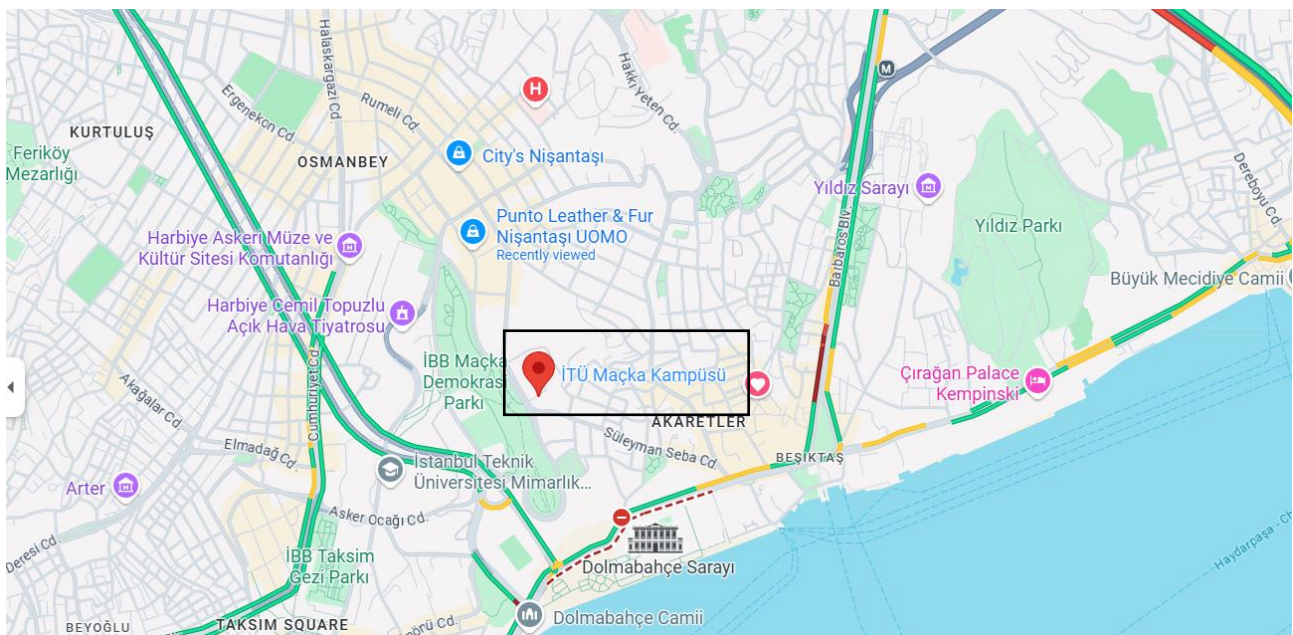 Halaskargazi Cd.
Hakkı Yeten Cd.
Rumeli Cd.
Ergenekon Cd.
H
M
KURTULUŞ
Feriköy
Mezarlığı
OSMANBEY
City's Nişantaşı
Dereboyu Cd.
Yıldız Sarayı
Punto Leather & Fur
Nişantaşı UOMO
Recently viewed
Yıldız Parkı
Harbiye Askeri Müze ve
Kültür Sitesi Komutanlığı
Barbaros Blv.
Büyük Mecidiye Camii
Harbiye Cemil Topuzlu
Açık Hava Tiyatrosu
İBB Maçka
Demokrasi
Parkı
İTÜ Maçka Kampüsü
Çırağan Palace
Kempinski
Akağalar Cd.
Cumhuriyet Cd.
AKARETLER
Elmadağ Cd.
Süleyman Seba Cd.
BEŞİKTAŞ
İstanbul Teknik
Üniversitesi Mimarlık...
Arter
Asker Ocağı Cd.
Deresi Cd.
İBB Taksim
Gezi Parkı
Dolmabahçe Sarayı
Haydarpaşa - Ch
Dolmabahçe Camii
BEYOĞLU
TAKSIM SQUARE
Cd.